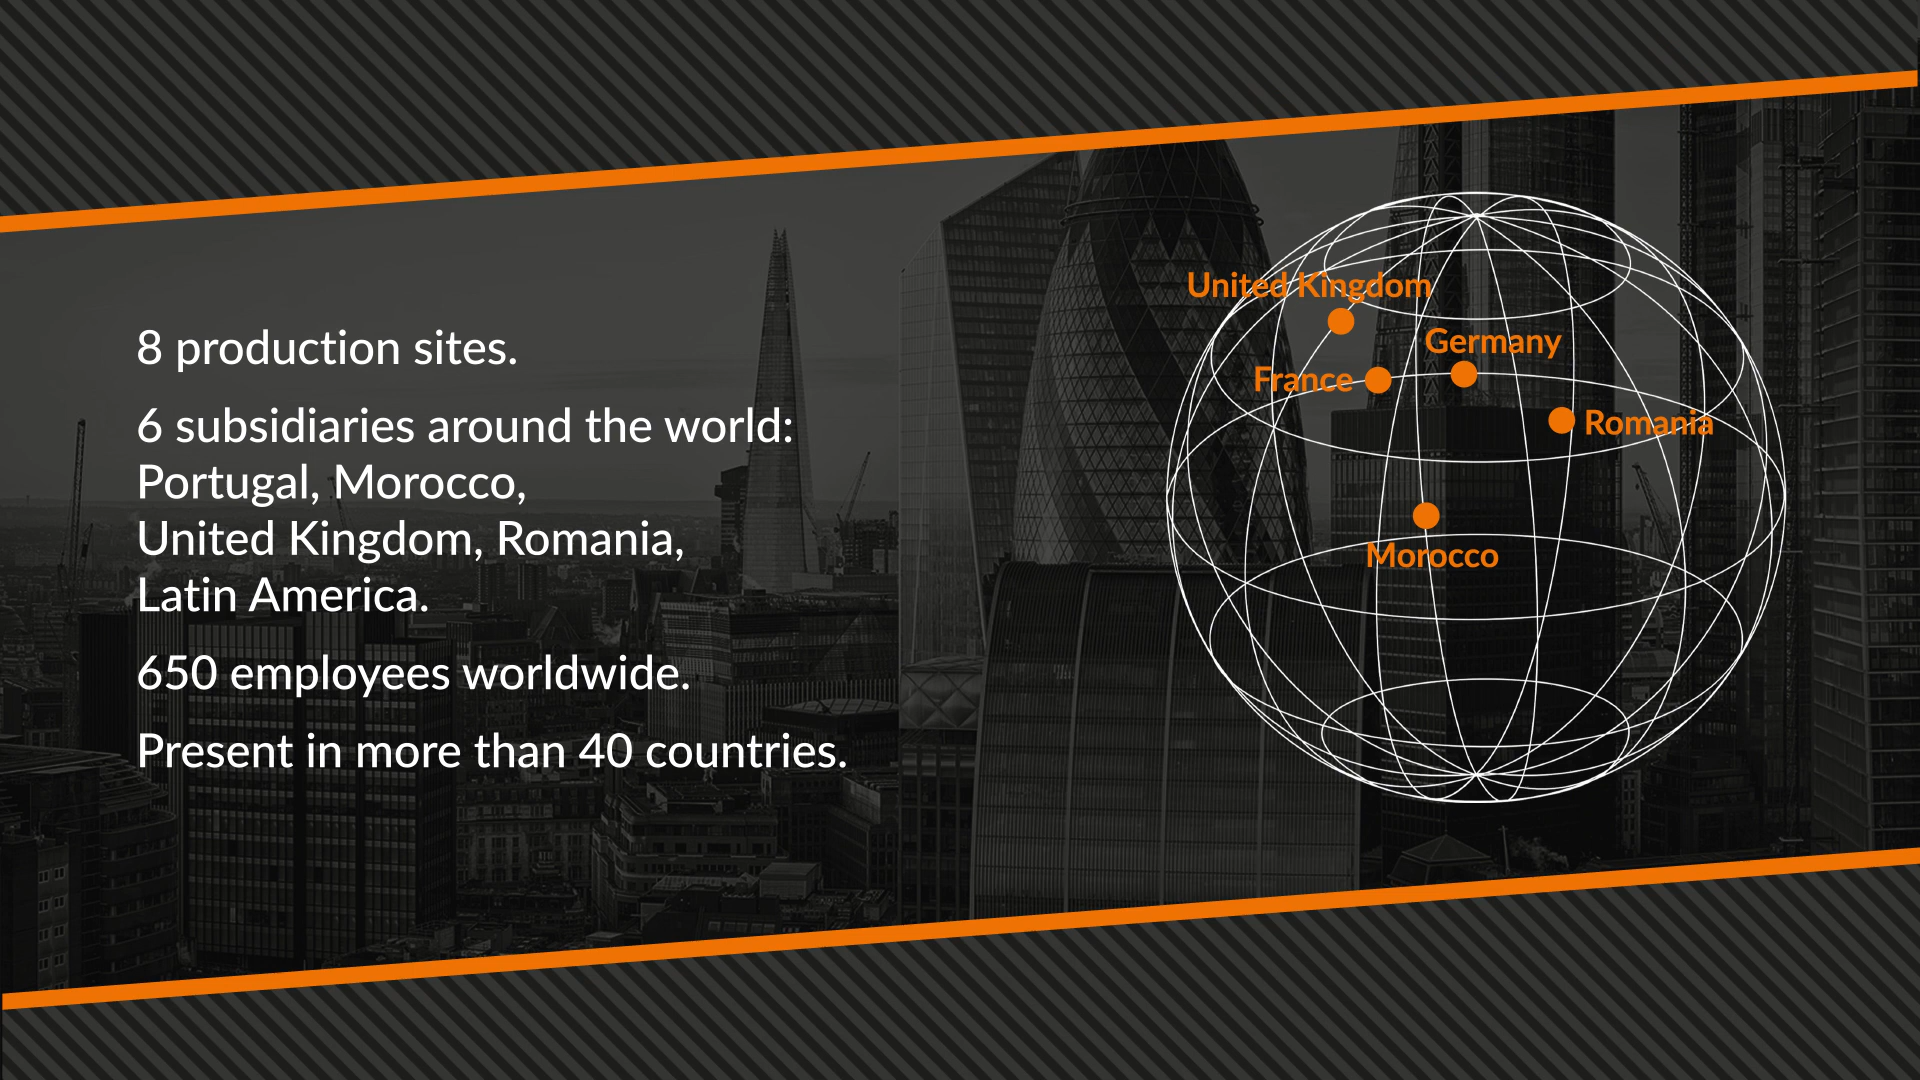 8 production sites.
6 subsidiaries around the world:
Portugal, Morocco,
United Kingdom, Romania,
Latin America.
650 employees worldwide.
Present in more than 40 countries.
United Kingdom
Germany
France
Romania
Morocco